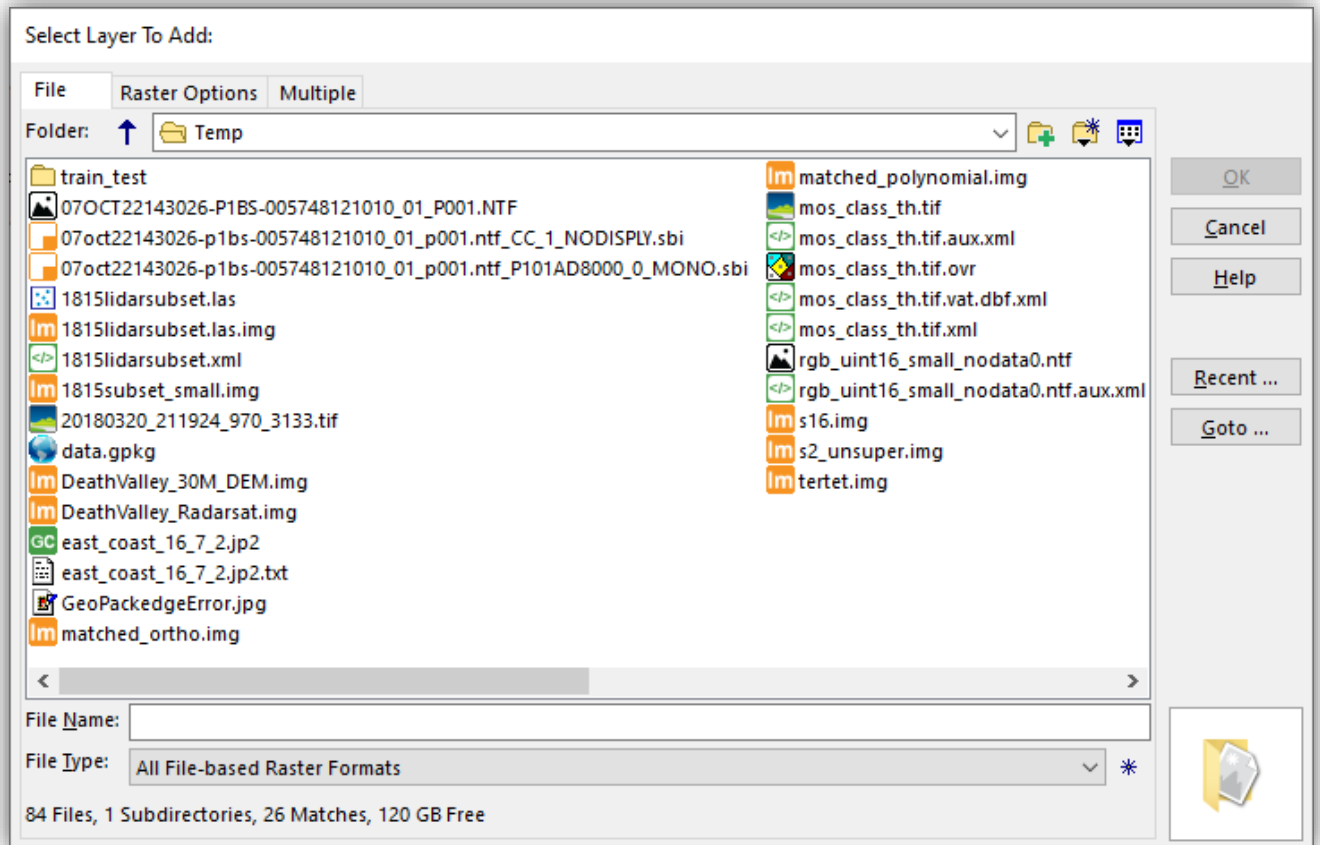 Select Layer To Add:
File
Raster Options
Multiple
Folder:
Temp
train_test
07OCT22143026-P1BS-005748121010_01_P001.NTF
07oct22143026-p1bs-005748121010_01_p001.ntf_CC_1_NODISPLY.sbi
07oct22143026-p1bs-005748121010_01_p001.ntf_P101AD8000_0_MONO.sbi
1815lidarsubset.las
1815lidarsubset.las.img
1815lidarsubset.xml
1815subset_small.img
20180320_211924_970_3133.tif
data.gpkg
DeathValley_30M_DEM.img
DeathValley_Radarsat.img
east_coast_16_7_2.jp2
east_coast_16_7_2.jp2.txt
GeoPackedgeError.jpg
matched_ortho.img
matched_polynomial.img
mos_class_th.tif
mos_class_th.tif.aux.xml
mos_class_th.tif.ovr
mos_class_th.tif.vat.dbf.xml
mos_class_th.tif.xml
rgb_uint16_small_nodata0.ntf
rgb_uint16_small_nodata0.ntf.aux.xml
s16.img
s2_unsuper.img
tertet.img
OK
Cancel
Help
Recent ...
Goto ...
File Name:
File Type:
All File-based Raster Formats
84 Files, 1 Subdirectories, 26 Matches, 120 GB Free